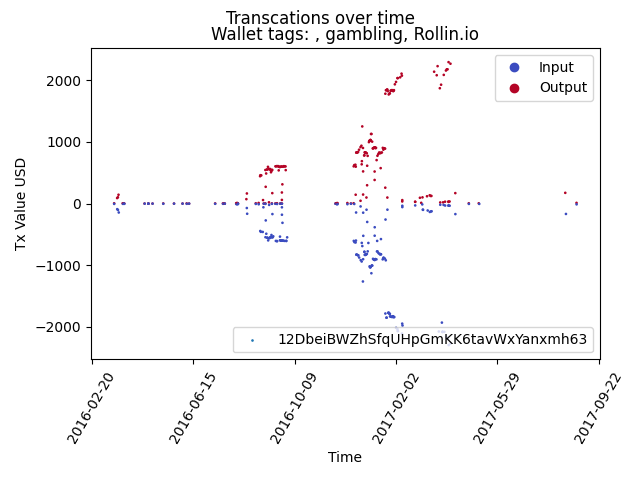 Transcations over time
Wallet tags: , gambling, Rollin.io
Tx Value USD
2000
1000
0
−1000
−2000
Input
Output
12DbeiBWZhSfqUHpGmKK6tavWxYanxmh63
2016-02-20
2016-06-15
2016-10-09
2017-02-02
2017-05-29
2017-09-22
Time